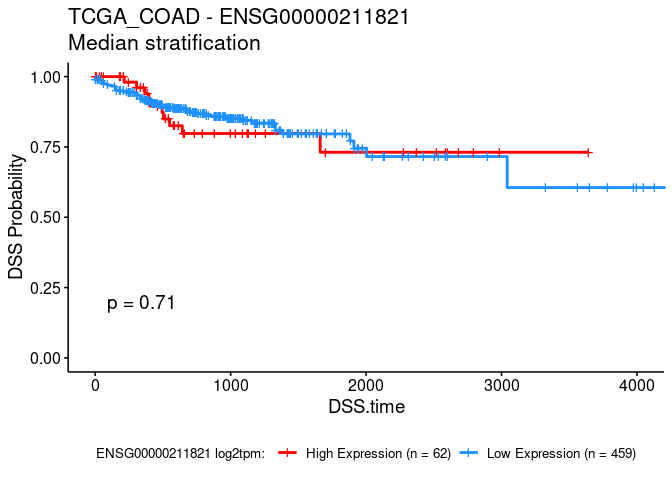 TCGA_COAD - ENSG00000211821
Median stratification
1.00
0.75
0.50
0.25
0.00
DSS Probability
p = 0.71
0 1000 2000 3000 4000
DSS.time
ENSG00000211821 log2tpm: High Expression (n = 62) Low Expression (n = 459)